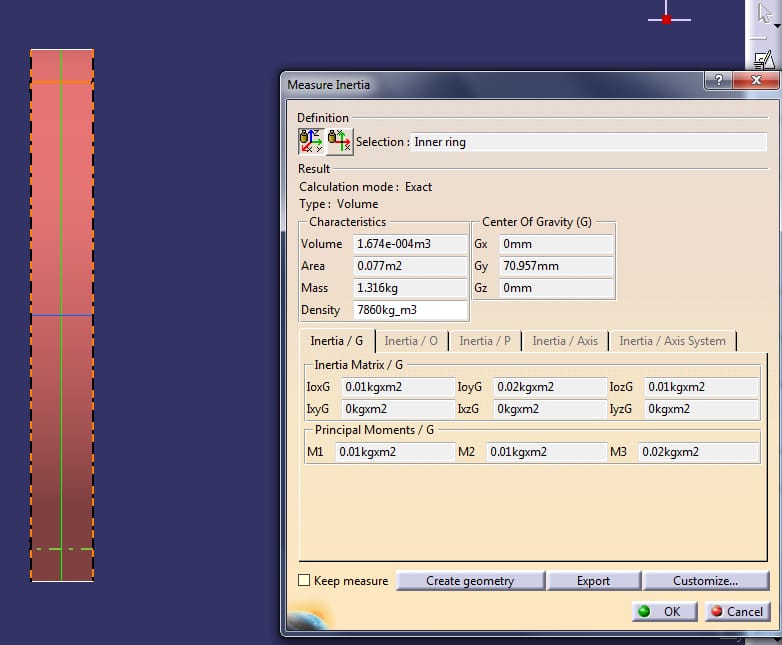 Measure Inertia
Definition
Selection : Inner ring
Result
Calculation mode : Exact
Type : Volume
Characteristics
Volume 1.674e-004m3
Area 0.077m2
Mass 1.316kg
Density 7860kg_m3
Center Of Gravity (G)
Gx 0mm
Gy 70.957mm
Gz 0mm
Inertia / G Inertia / O Inertia / P Inertia / Axis Inertia / Axis System
Inertia Matrix / G
IoxG 0.01kgxm2 IoyG 0.02kgxm2 IozG 0.01kgxm2
IxyG 0kgxm2 IxzG 0kgxm2 IyzG 0kgxm2
Principal Moments / G
M1 0.01kgxm2 M2 0.01kgxm2 M3 0.02kgxm2
Keep measure Create geometry Export Customize...
OK Cancel